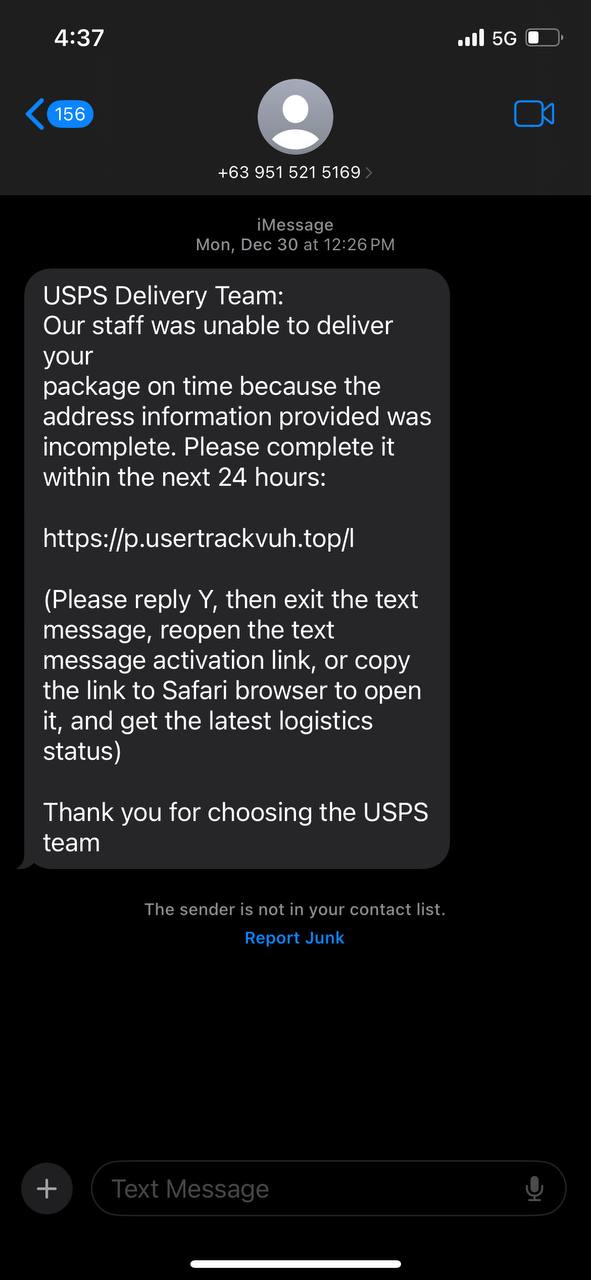 4:37
5G
156
+63 951 521 5169
iMessage
Mon, Dec 30 at 12:26 PM
USPS Delivery Team:
Our staff was unable to deliver
your
package on time because the
address information provided was
incomplete. Please complete it
within the next 24 hours:
https://p.usertrackvuh.top/l
(Please reply Y, then exit the text
message, reopen the text
message activation link, or copy
the link to Safari browser to open
it, and get the latest logistics
status)
Thank you for choosing the USPS
team
The sender is not in your contact list.
Report Junk
Text Message